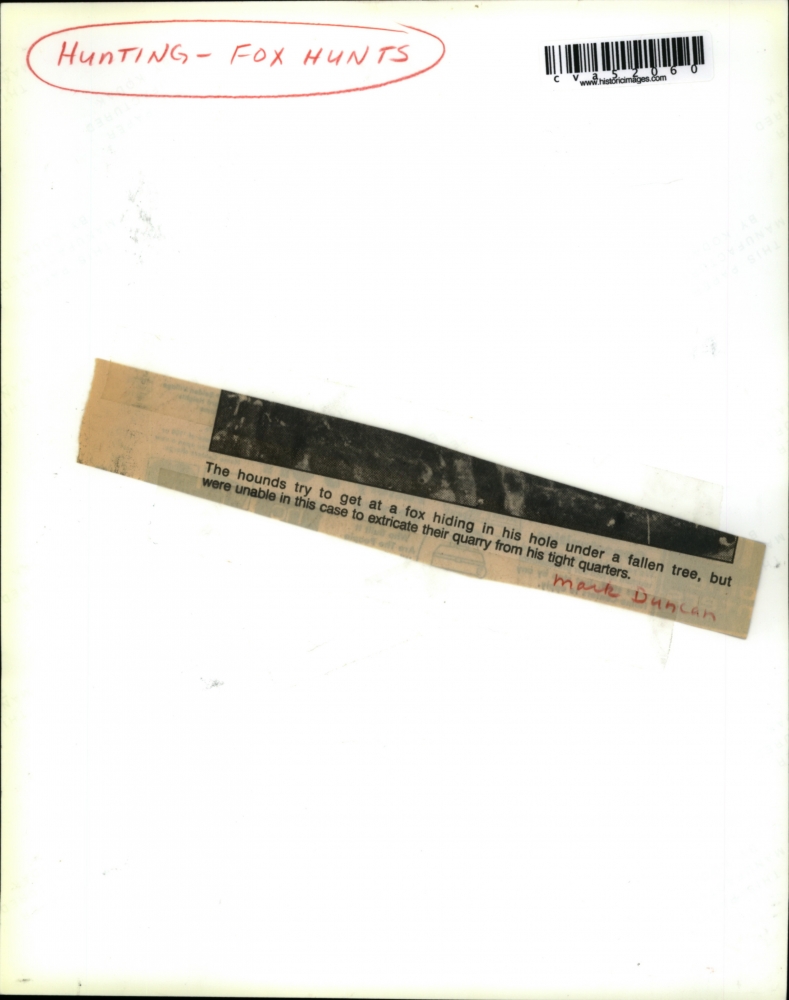 HUNTING - FOX HUNTS
cva52060
www.historicimages.com
The hounds try to get at a fox hiding in his hole under a fallen tree, but
were unable in this case to extricate their quarry from his tight quarters.
Mark Duncan